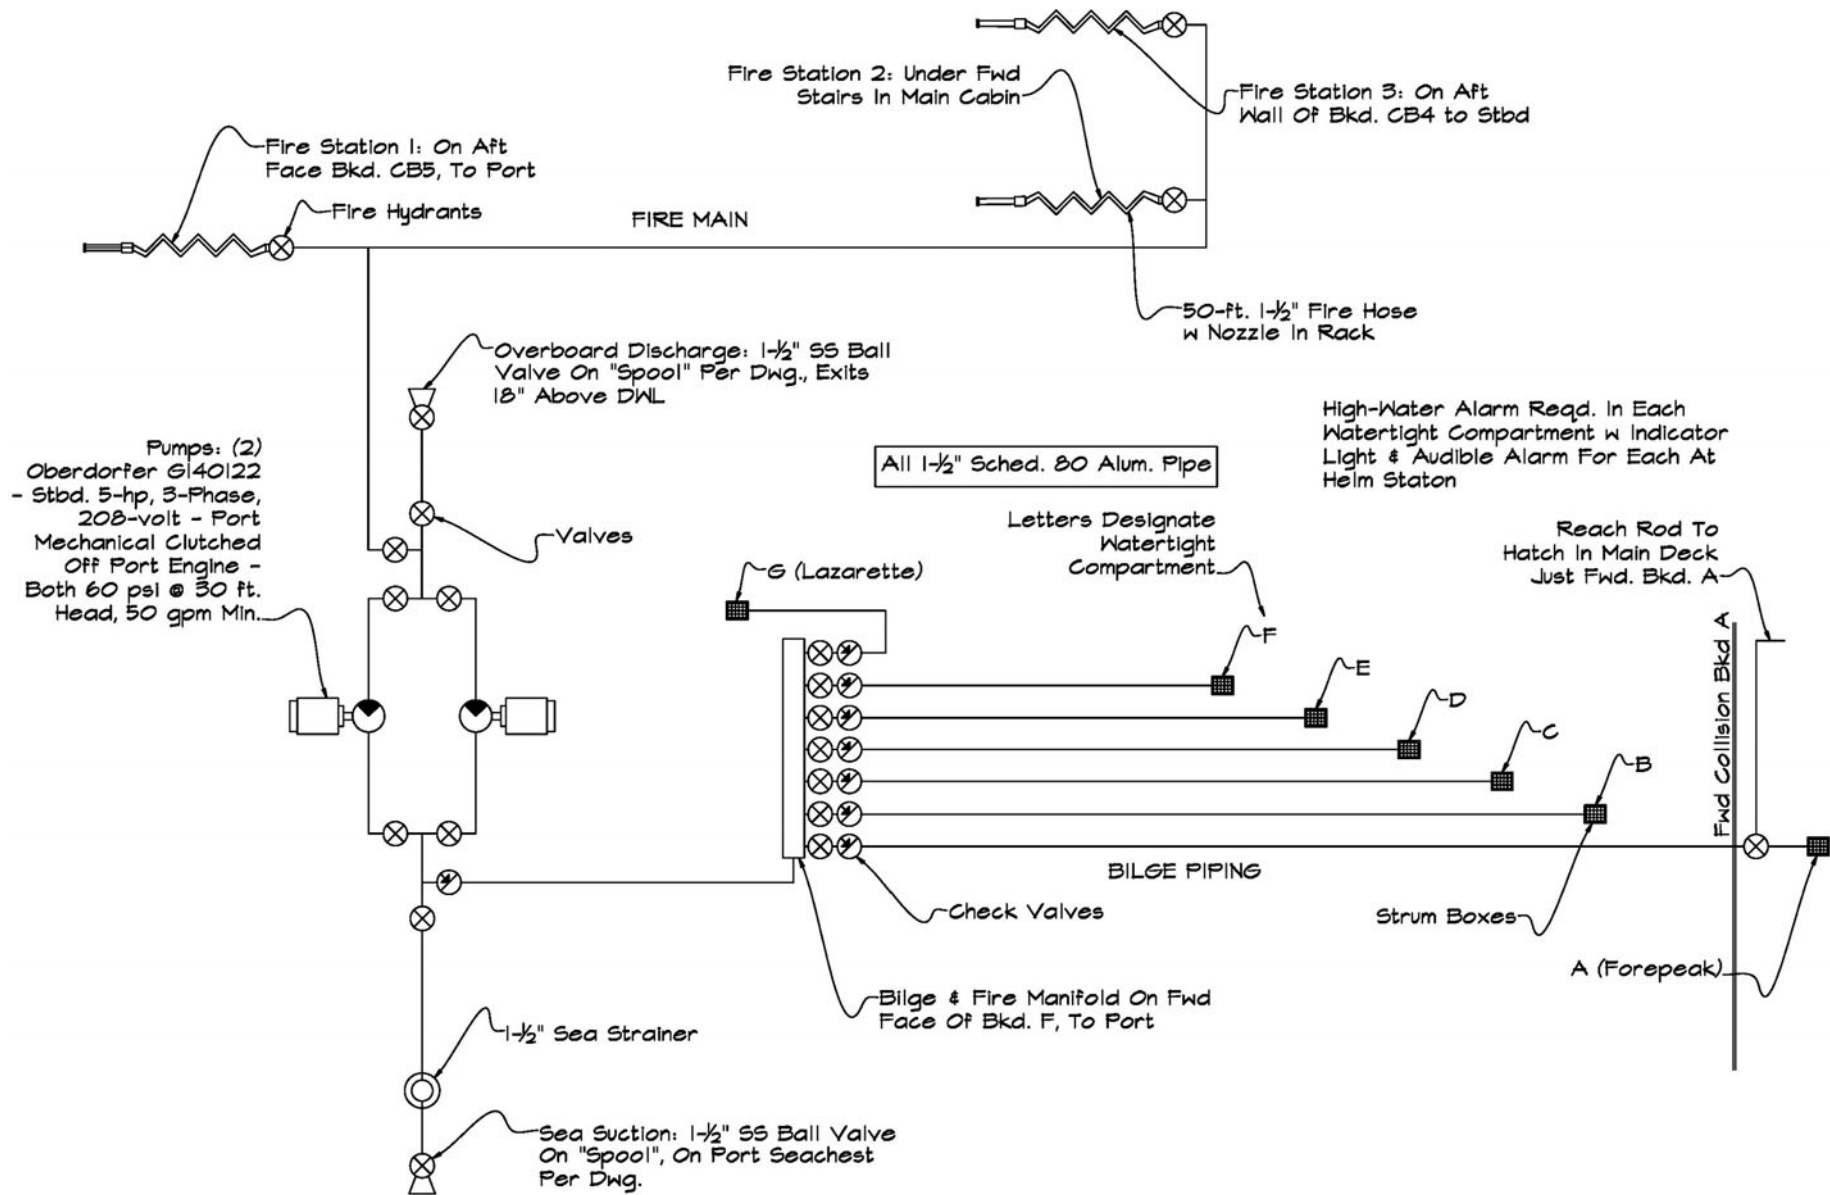 Fire Station 2: Under Fwd
Stairs In Main Cabin
Fire Station 3: On Aft
Wall Of Bkd. CB4 to Stbd
Fire Station 1: On Aft
Face Bkd. CB5, To Port
Fire Hydrants
FIRE MAIN
50-ft. 1-½" Fire Hose
w Nozzle In Rack
Overboard Discharge: 1-½" SS Ball
Valve On "Spool" Per Dwg., Exits
18" Above DWL
High-Water Alarm Reqd. In Each
Watertight Compartment w Indicator
Light & Audible Alarm For Each At
Helm Staton
Pumps: (2)
Oberdorfer G140122
- Stbd. 5-hp, 3-Phase,
208-volt - Port
Mechanical Clutched
Off Port Engine -
Both 60 psi @ 30 ft.
Head, 50 gpm Min.
All 1-½" Sched. 80 Alum. Pipe
Valves
Letters Designate
Watertight
Compartment
Reach Rod To
Hatch In Main Deck
Just Fwd. Bkd. A
G (Lazarette)
F
E
D
C
B
Fwd Collision Bkd A
BILGE PIPING
Check Valves
Strum Boxes
A (Forepeak)
Bilge & Fire Manifold On Fwd
Face Of Bkd. F, To Port
1-½" Sea Strainer
Sea Suction: 1-½" SS Ball Valve
On "Spool", On Port Seachest
Per Dwg.